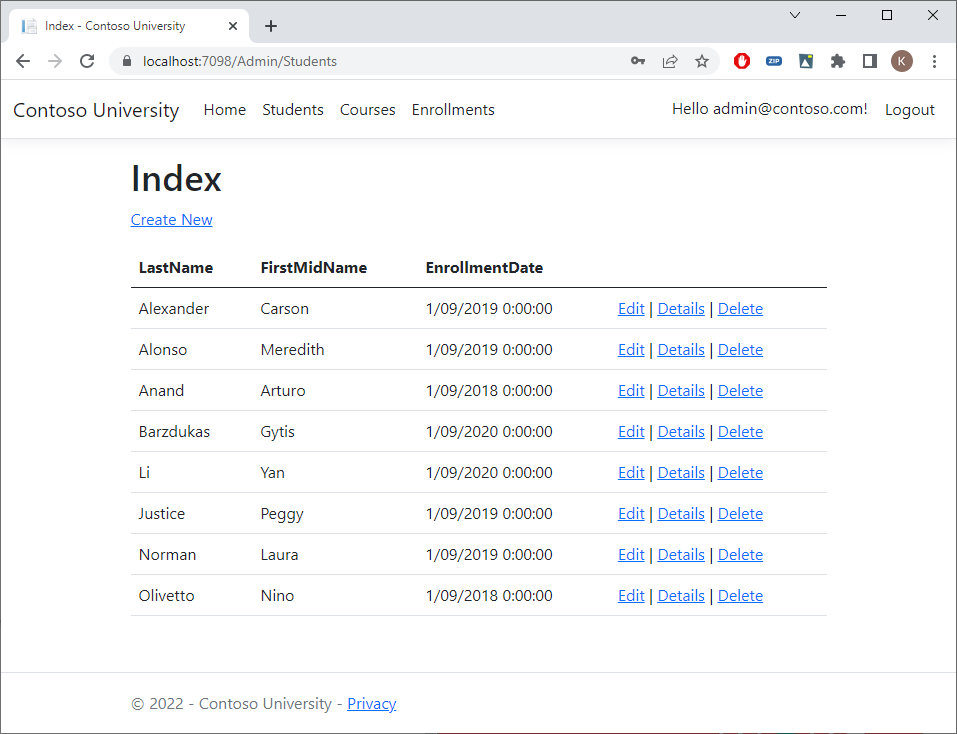 Index - Contoso University
localhost:7098/Admin/Students
ZIP
K
Contoso University Home Students Courses Enrollments Hello admin@contoso.com! Logout
Index
Create New
LastName FirstMidName EnrollmentDate
Alexander Carson 1/09/2019 0:00:00 Edit | Details | Delete
Alonso Meredith 1/09/2019 0:00:00 Edit | Details | Delete
Anand Arturo 1/09/2018 0:00:00 Edit | Details | Delete
Barzdukas Gytis 1/09/2020 0:00:00 Edit | Details | Delete
Li Yan 1/09/2020 0:00:00 Edit | Details | Delete
Justice Peggy 1/09/2019 0:00:00 Edit | Details | Delete
Norman Laura 1/09/2019 0:00:00 Edit | Details | Delete
Olivetto Nino 1/09/2018 0:00:00 Edit | Details | Delete
© 2022 - Contoso University - Privacy